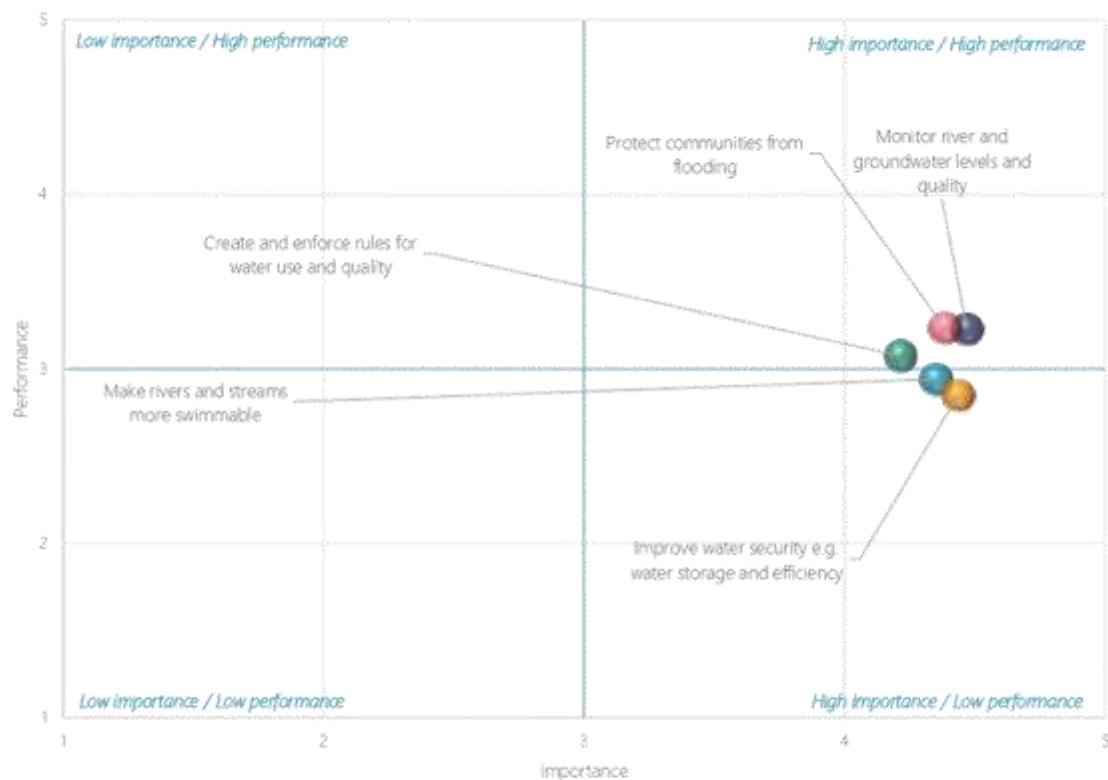 5
Low importance / High performance
High importance / High performance
Protect communities from
flooding
Monitor river and
groundwater levels and
quality
4
Create and enforce rules for
water use and quality
Performance
3
Make rivers and streams
more swimmable
2
Improve water security e.g.
water storage and efficiency
Low importance / Low performance
High importance / Low performance
1
1
2
3
4
5
Importance